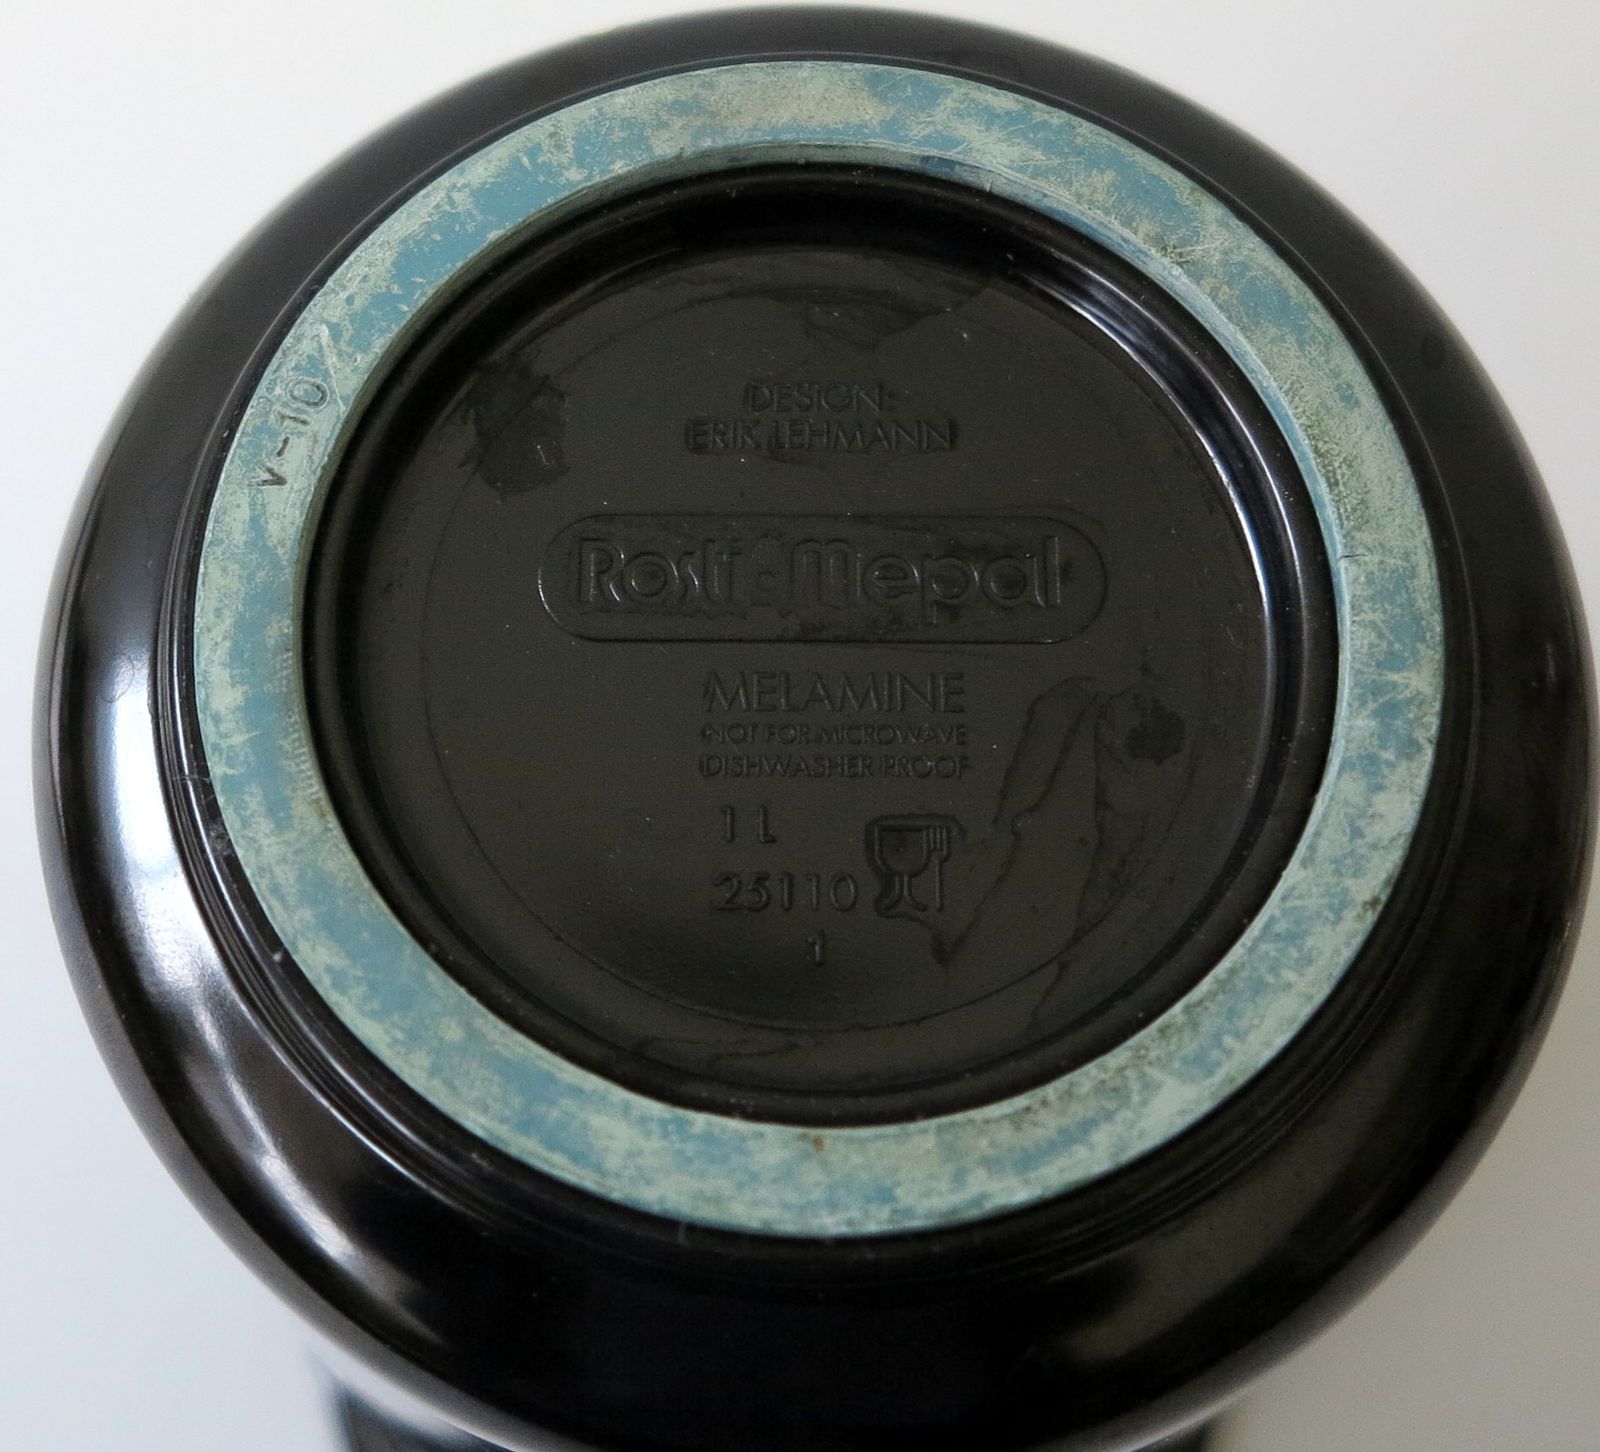 V-10
DESIGN:
ERIK LEHMANN
Rosti Mepal
MELAMINE
NOT FOR MICROWAVE
DISHWASHER PROOF
1 L
25110
1